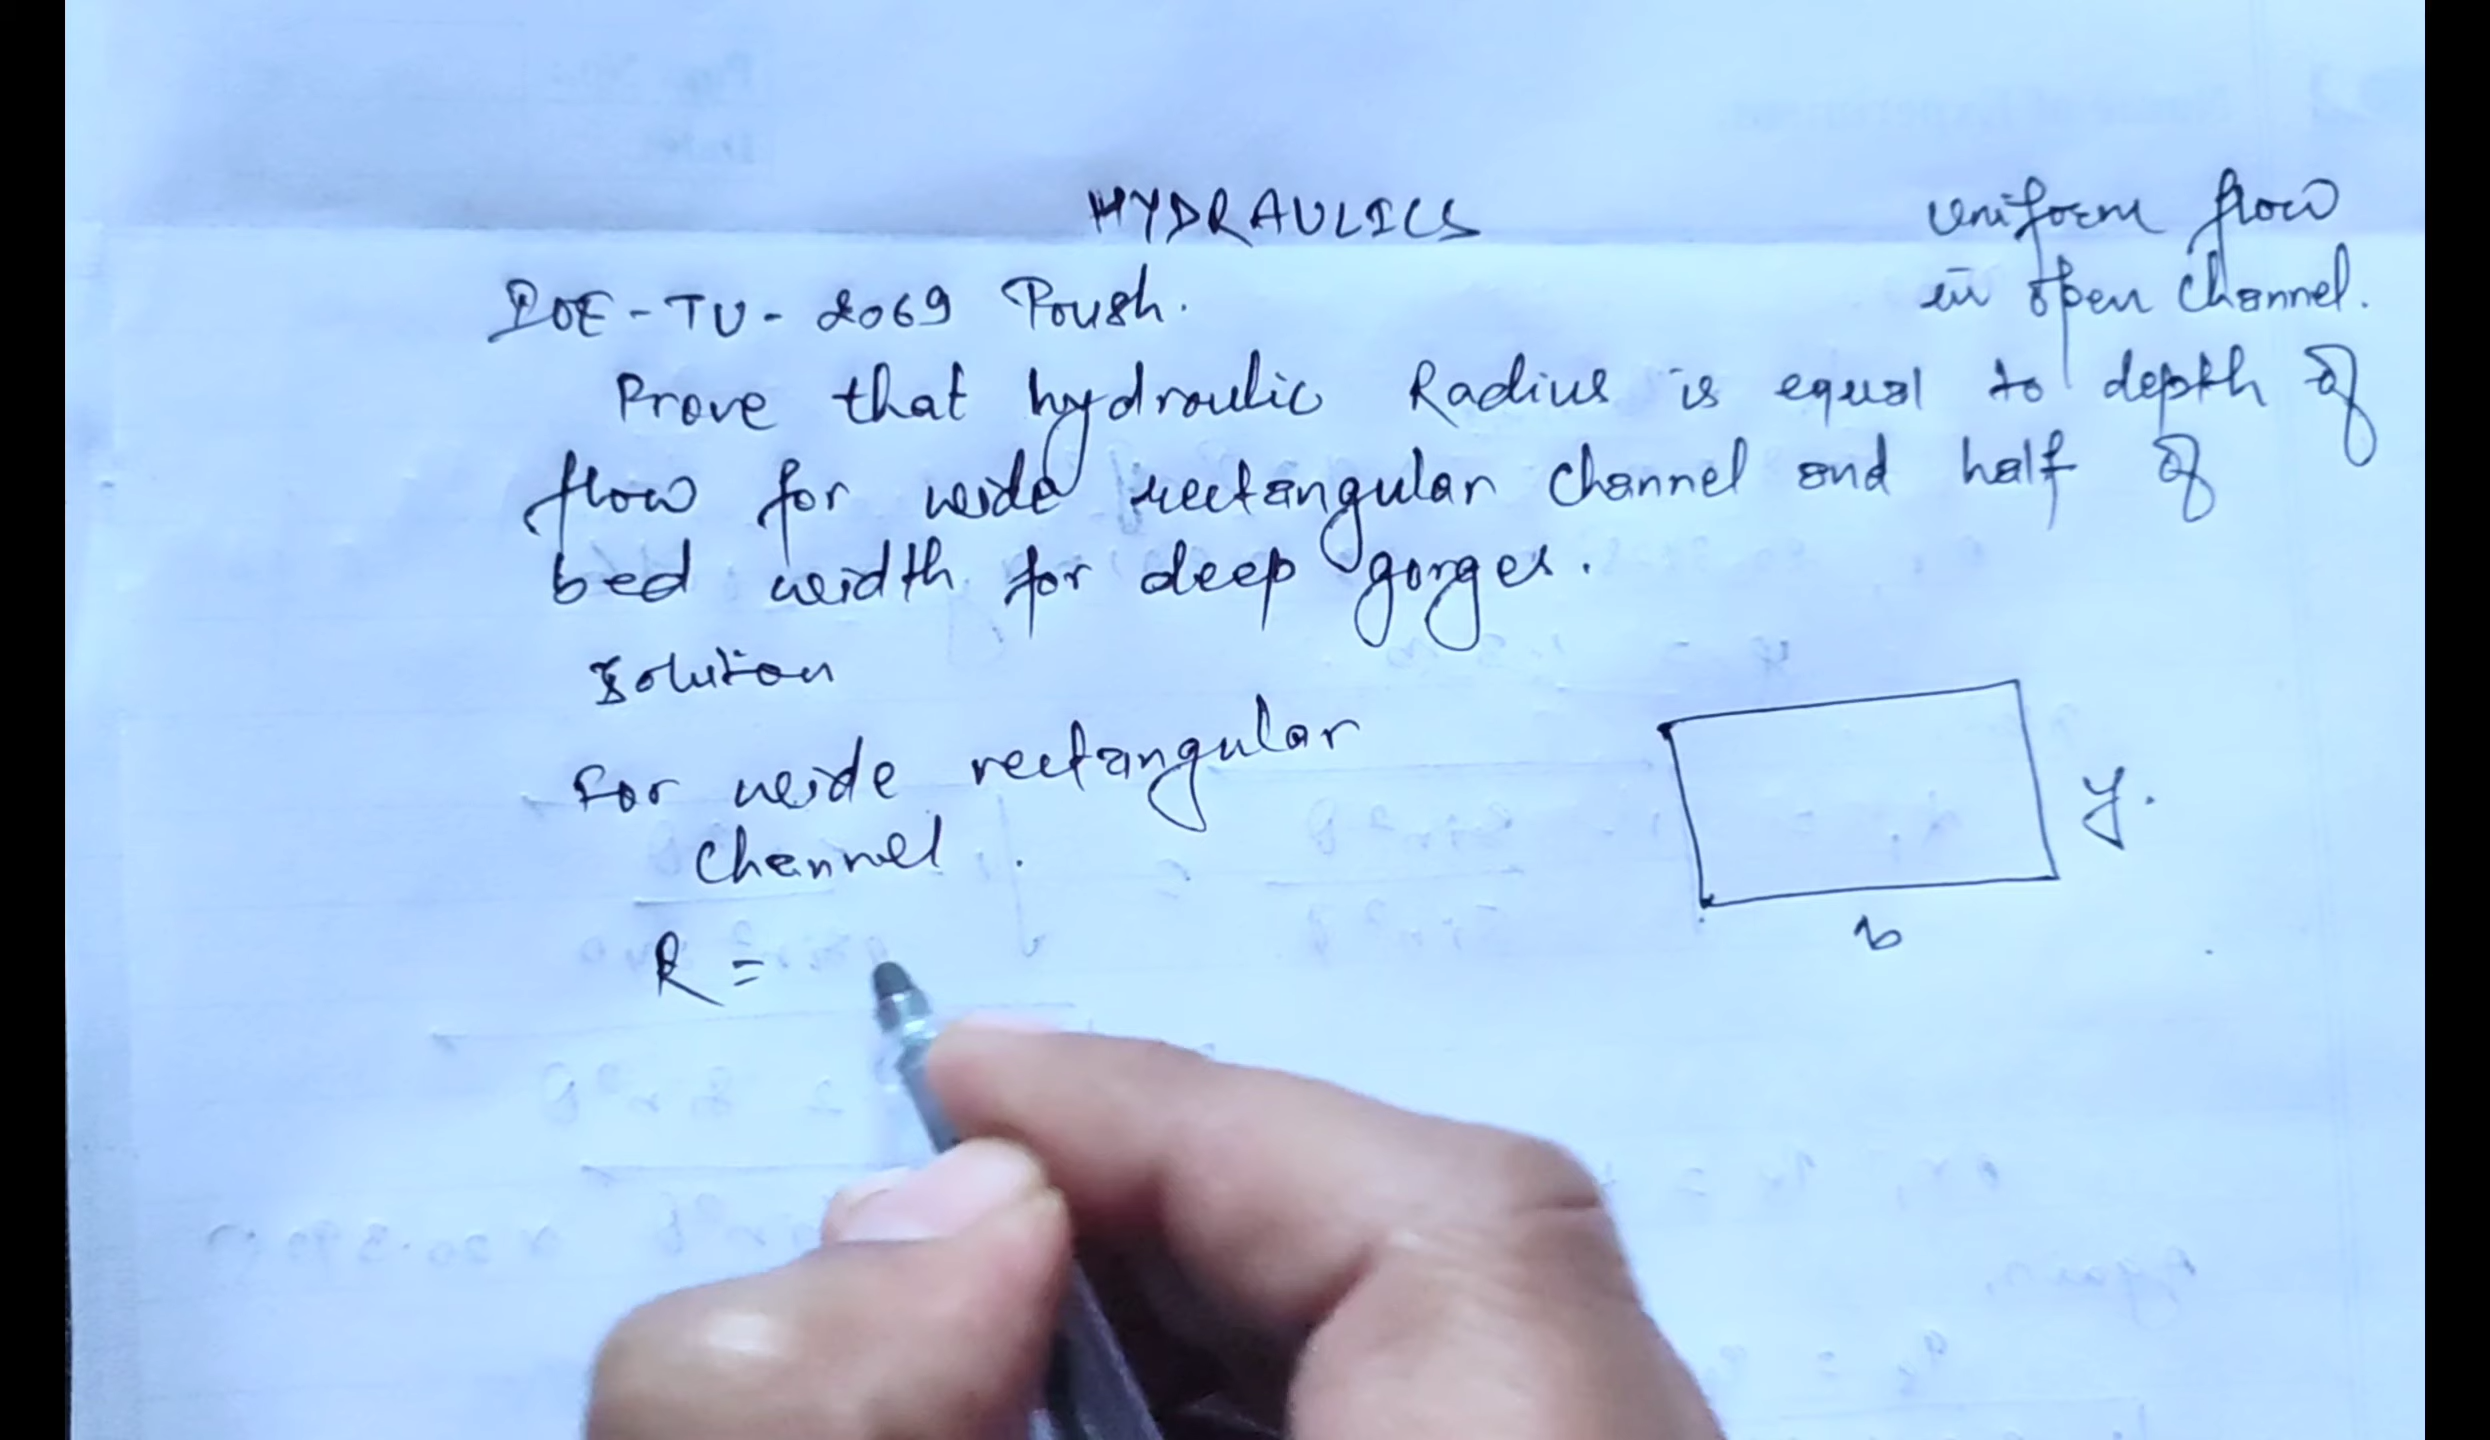 HYDRAULICS
uniform flow
in open channel.
IOE-TU-2069 Poush.
Prove that hydraulic Radius is equal to depth of
flow for wide rectangular channel and half of
bed width for deep gorges.
Solution
For wide rectangular
channel.
R =
y.
b